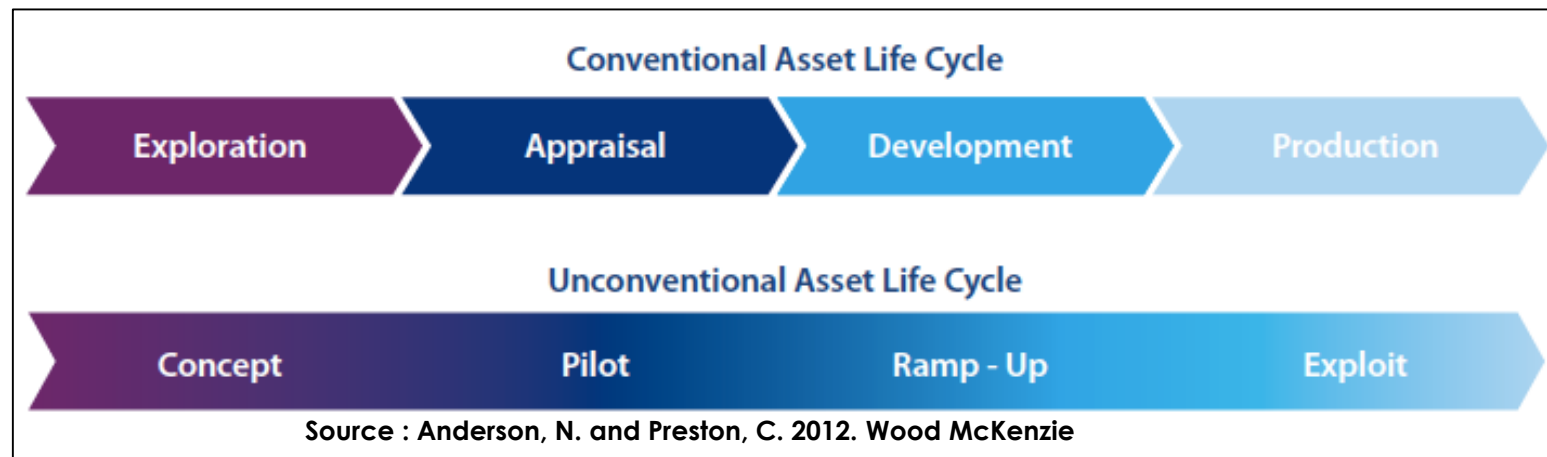 Conventional Asset Life Cycle
Exploration Appraisal Development Production
Unconventional Asset Life Cycle
Concept Pilot Ramp - Up Exploit
Source : Anderson, N. and Preston, C. 2012. Wood McKenzie